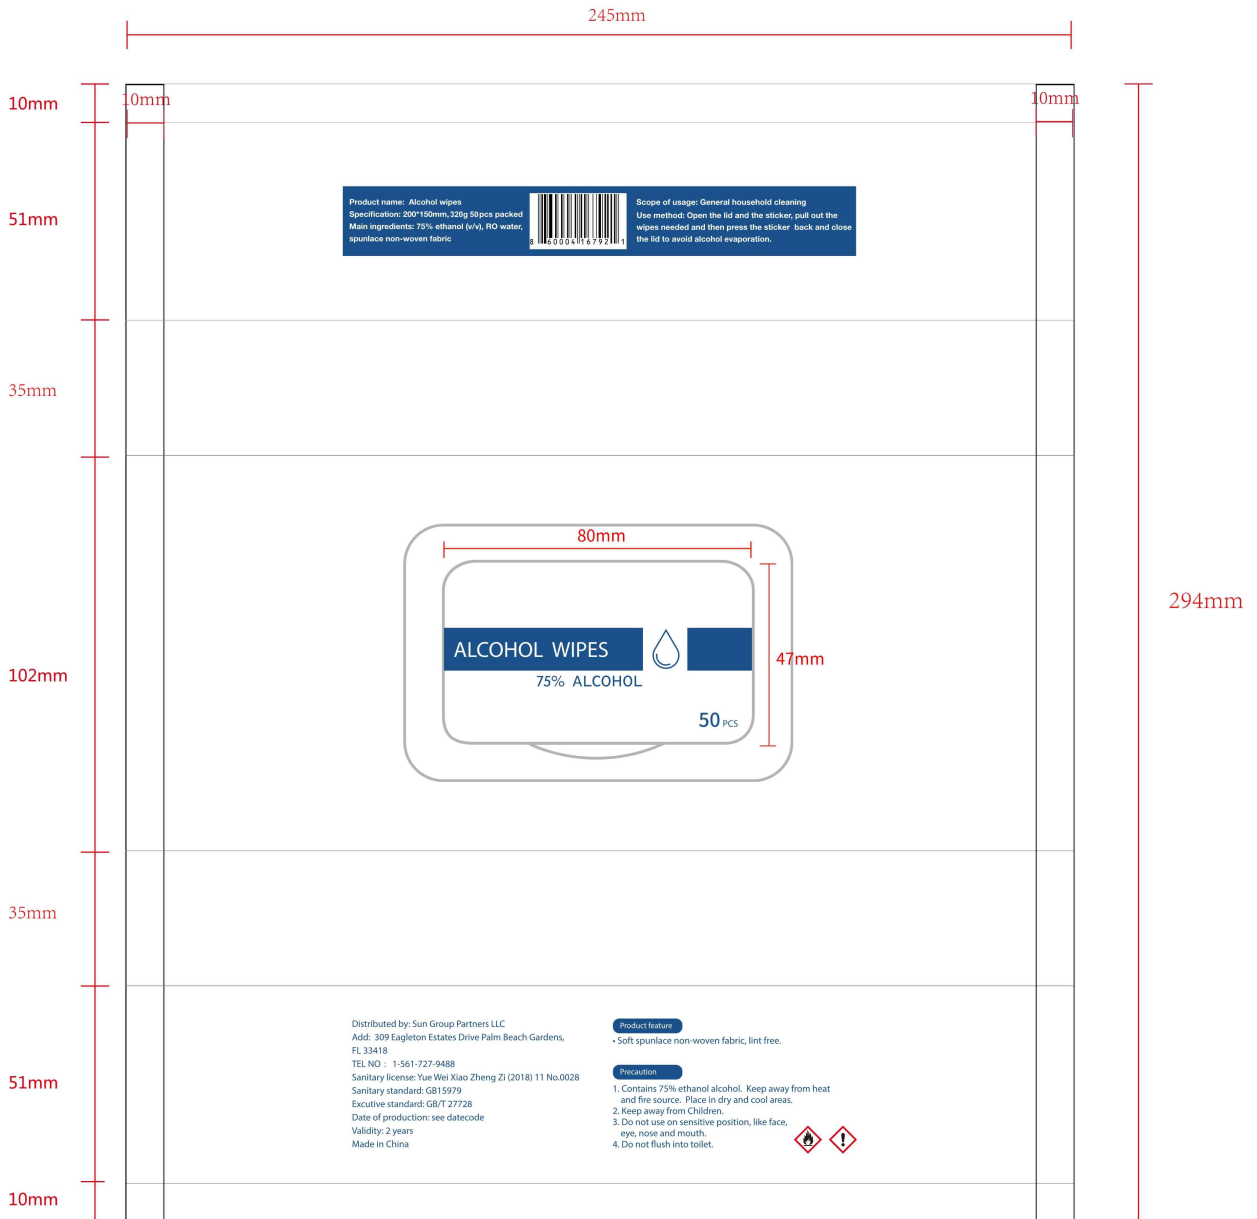 245mm
10mm
10mm
10mm
51mm
Product name: Alcohol wipes
Specification: 200*150mm, 320g 50pcs packed
Main ingredients: 75% ethanol (v/v), RO water,
spunlace non-woven fabric
8 60004 16792 1
Scope of usage: General household cleaning
Use method: Open the lid and the sticker, pull out the
wipes needed and then press the sticker back and close
the lid to avoid alcohol evaporation.
35mm
294mm
102mm
80mm
47mm
ALCOHOL WIPES
75% ALCOHOL
50 PCS
35mm
51mm
Distributed by: Sun Group Partners LLC
Add: 309 Eagleton Estates Drive Palm Beach Gardens,
FL 33418
TEL NO : 1-561-727-9488
Sanitary license: Yue Wei Xiao Zheng Zi (2018) 11 No.0028
Sanitary standard: GB15979
Excutive standard: GB/T 27728
Date of production: see datecode
Validity: 2 years
Made in China
Product feature
• Soft spunlace non-woven fabric, lint free.
Precaution
1. Contains 75% ethanol alcohol. Keep away from heat
and fire source. Place in dry and cool areas.
2. Keep away from Children.
3. Do not use on sensitive position, like face,
eye, nose and mouth.
4. Do not flush into toilet.
10mm